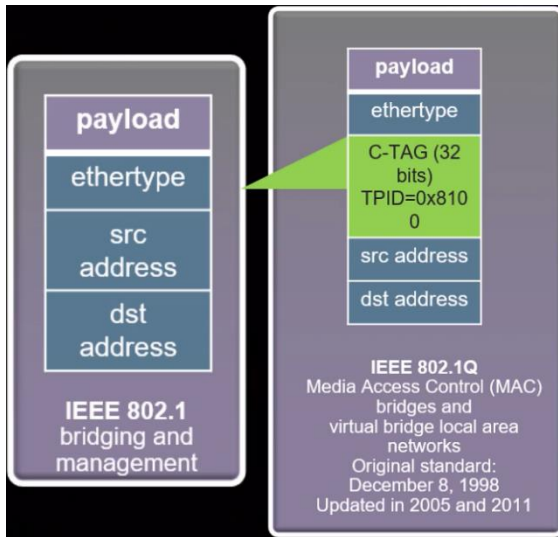 payload
ethertype
src
address
dst
address
IEEE 802.1
bridging and
management
payload
ethertype
C-TAG (32
bits)
TPID=0x810
0
src address
dst address
IEEE 802.1Q
Media Access Control (MAC)
bridges and
virtual bridge local area
networks
Original standard:
December 8, 1998
Updated in 2005 and 2011